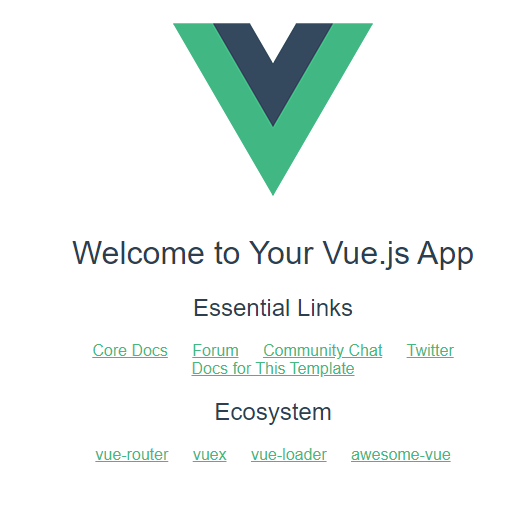 Welcome to Your Vue.js App
Essential Links
Core Docs Forum Community Chat Twitter
Docs for This Template
Ecosystem
vue-router vuex vue-loader awesome-vue